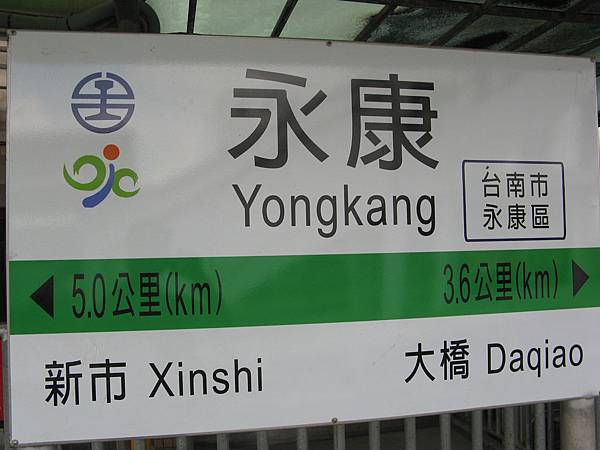 永康
Yongkang
台南市
永康區
5.0公里(km)
3.6公里(km)
新市 Xinshi
大橋 Daqiao